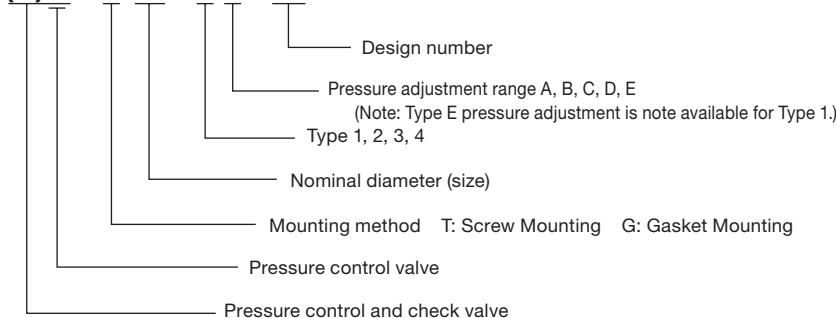 Design number
Pressure adjustment range A, B, C, D, E
(Note: Type E pressure adjustment is note available for Type 1.)
Type 1, 2, 3, 4
Nominal diameter (size)
Mounting method T: Screw Mounting G: Gasket Mounting
Pressure control valve
Pressure control and check valve